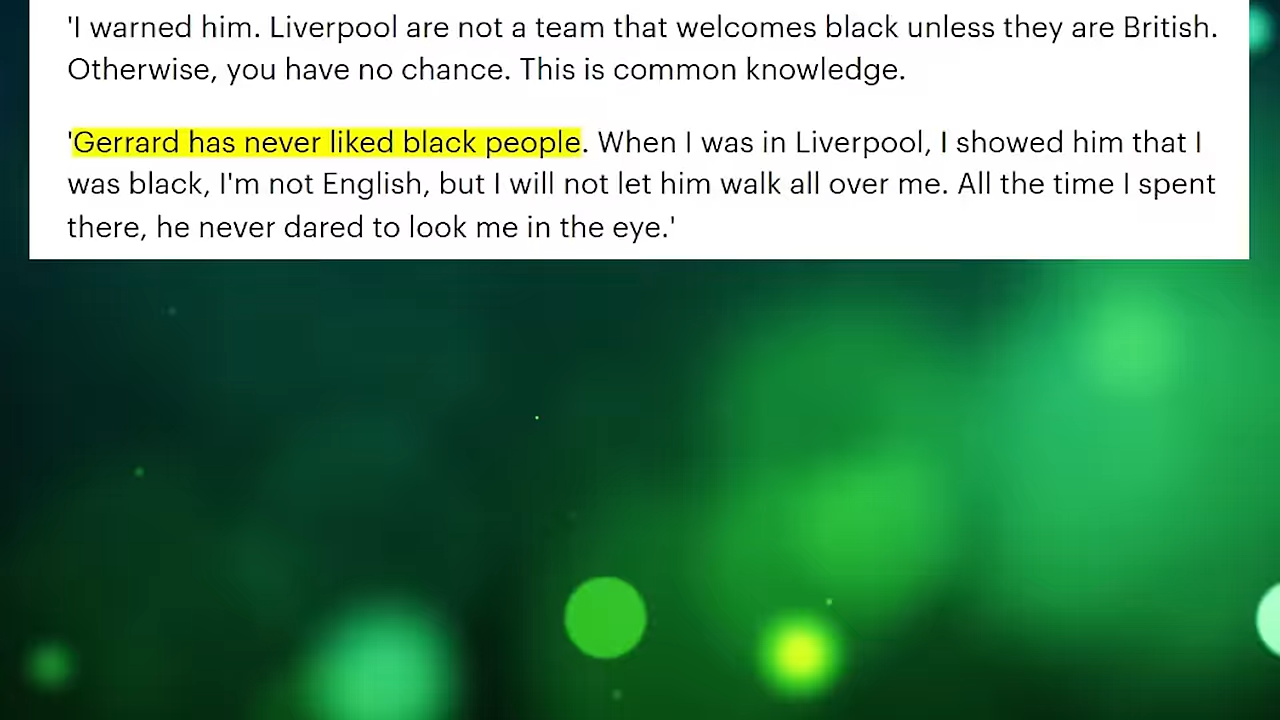 'I warned him. Liverpool are not a team that welcomes black unless they are British.
Otherwise, you have no chance. This is common knowledge.
'Gerrard has never liked black people. When I was in Liverpool, I showed him that I
was black, I'm not English, but I will not let him walk all over me. All the time I spent
there, he never dared to look me in the eye.'